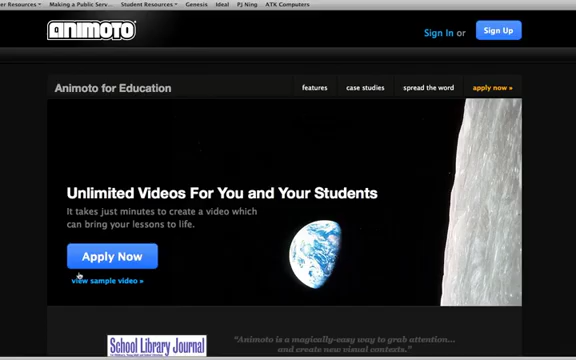 er Resources
Making a Public Serv...
Student Resources
Genesis
Ideal
PJ Ning
ATK Computers
ANIMOTO
Sign In or
Sign Up
Animoto for Education
features
case studies
spread the word
apply now »
Unlimited Videos For You and Your Students
It takes just minutes to create a video which
can bring your lessons to life.
Apply Now
view sample video »
School Library Journal
"Animoto is a magically-easy way to grab attention...
and create new visual contexts."